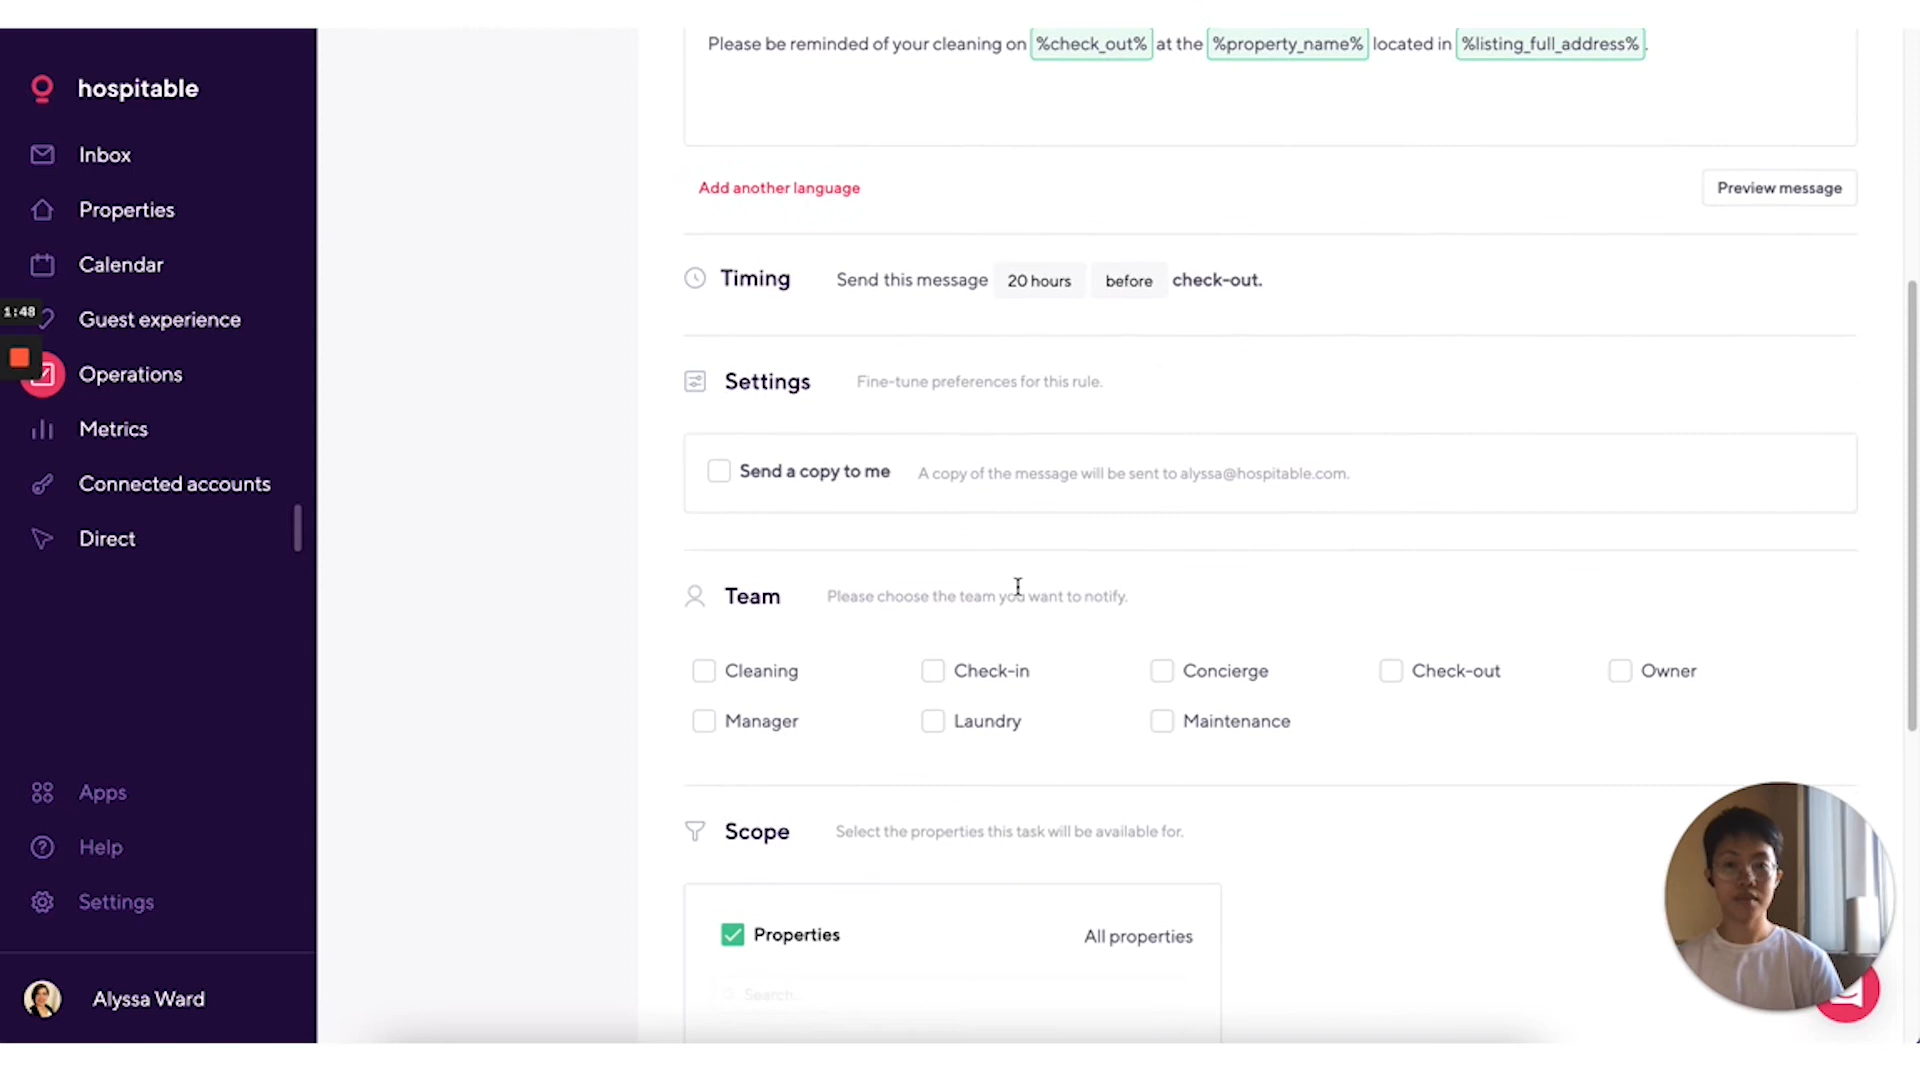 hospitable
Inbox
Properties
Calendar
1:48
Guest experience
Operations
Metrics
Connected accounts
Direct
Apps
Help
Settings
Alyssa Ward
Please be reminded of your cleaning on %check_out% at the %property_name% located in %listing_full_address% .
Add another language
Preview message
Timing Send this message 20 hours before check-out.
Settings Fine-tune preferences for this rule.
Send a copy to me A copy of the message will be sent to alyssa@hospitable.com.
Team Please choose the team you want to notify.
Cleaning Check-in Concierge Check-out Owner
Manager Laundry Maintenance
Scope Select the properties this task will be available for.
Properties All properties
Search.